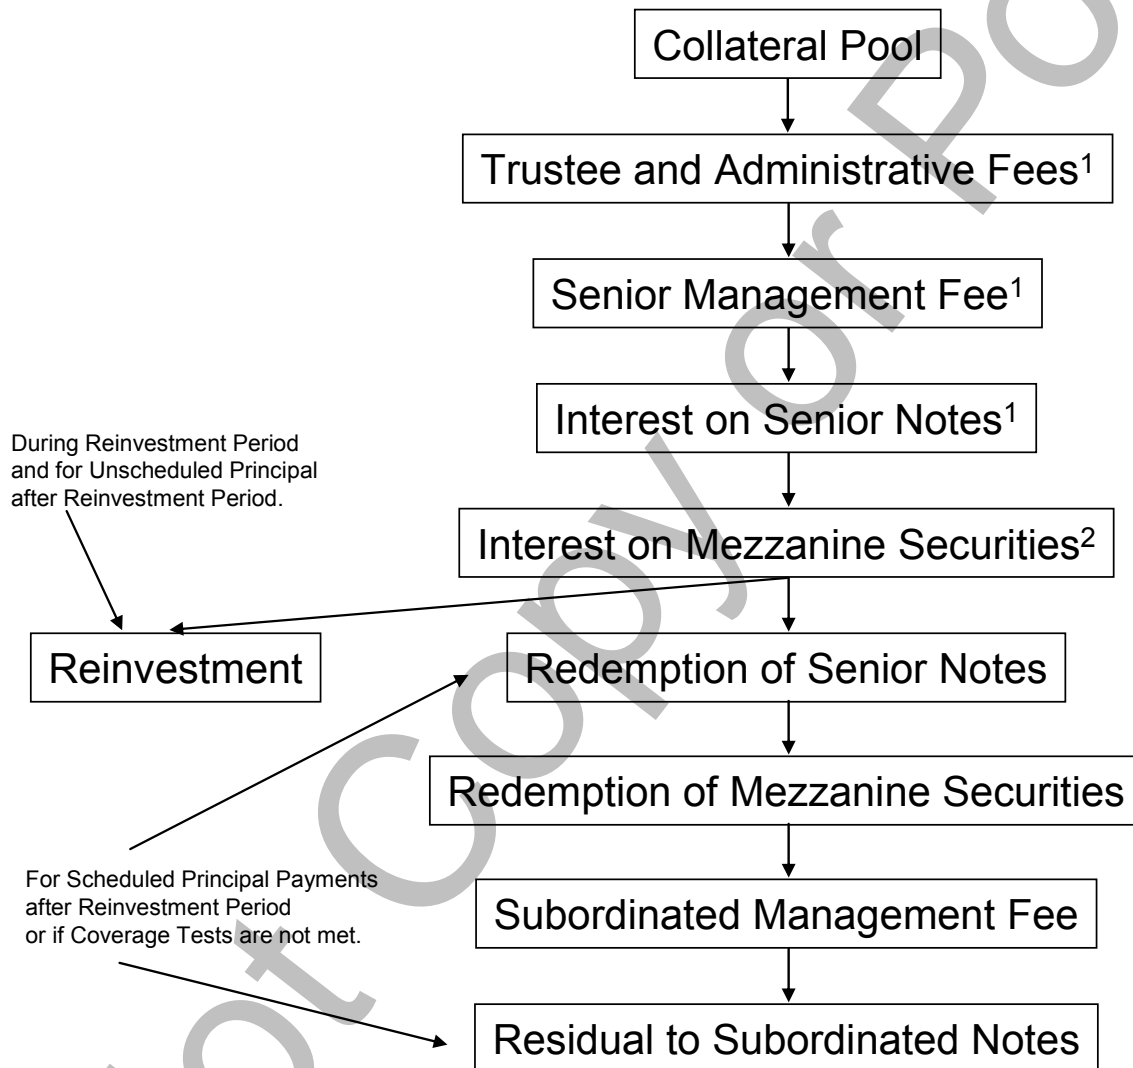 Collateral Pool
Trustee and Administrative Fees¹
Senior Management Fee¹
Interest on Senior Notes¹
During Reinvestment Period
and for Unscheduled Principal
after Reinvestment Period.
Interest on Mezzanine Securities²
Reinvestment
Redemption of Senior Notes
Redemption of Mezzanine Securities
For Scheduled Principal Payments
after Reinvestment Period
or if Coverage Tests are not met.
Subordinated Management Fee
Residual to Subordinated Notes
Copy or